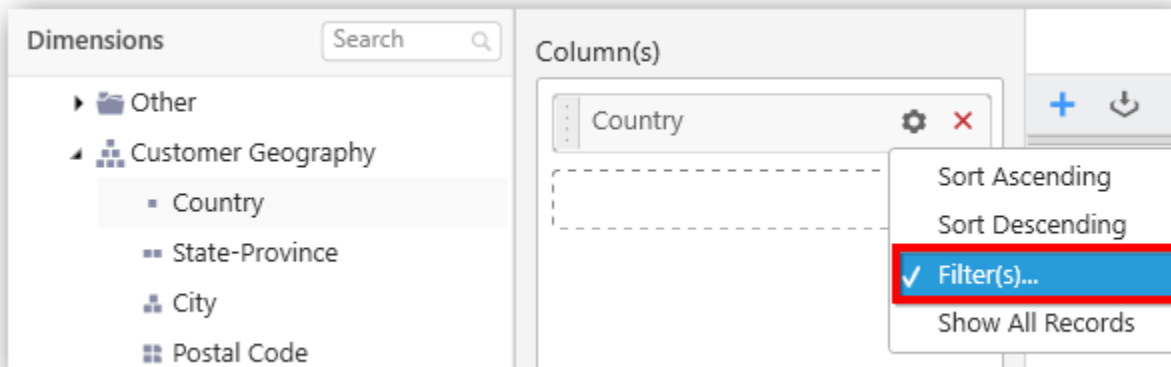 Dimensions
Search
Other
Customer Geography
Country
State-Province
City
Postal Code
Column(s)
Country
Sort Ascending
Sort Descending
Filter(s)...
Show All Records